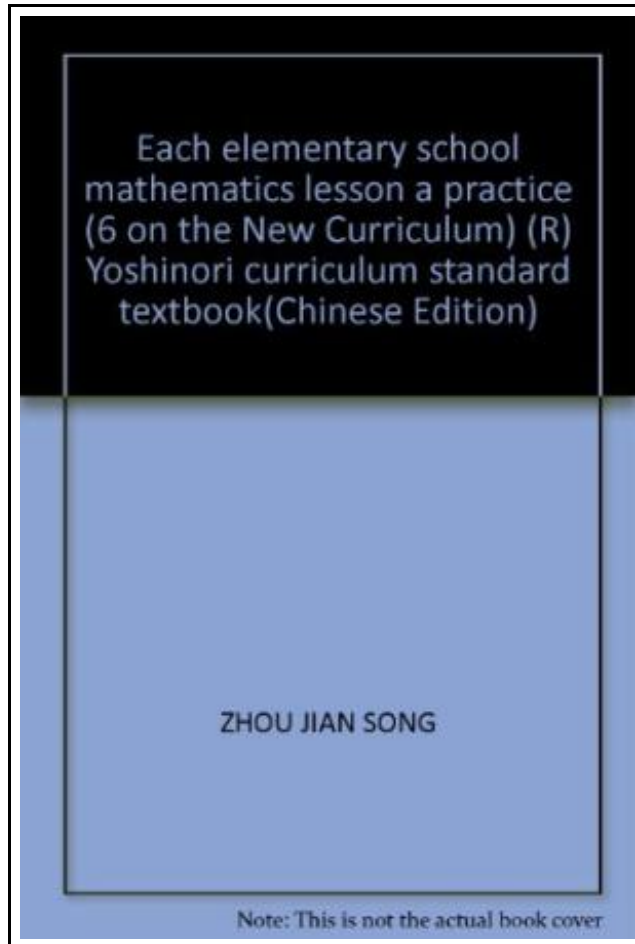 Each elementary school
mathematics lesson a practice
(6 on the New Curriculum) (R)
Yoshinori curriculum standard
textbook(Chinese Edition)
ZHOU JIAN SONG
Note: This is not the actual book cover